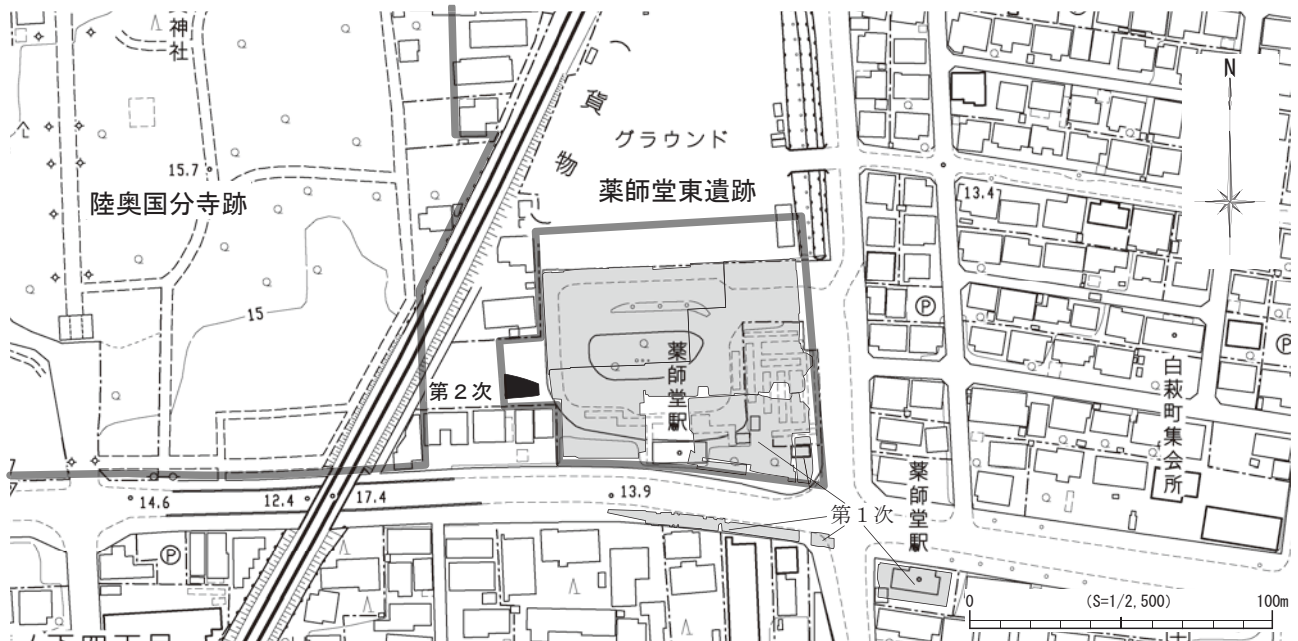 神社
(貨物)
グラウンド
N
15.7
陸奥国分寺跡
薬師堂東遺跡
13.4
15
P
P
薬師堂駅
第2次
白萩町集会所
14.6
12.4
17.4
13.9
第1次
薬師堂駅
P
0
(S=1/2,500)
100m